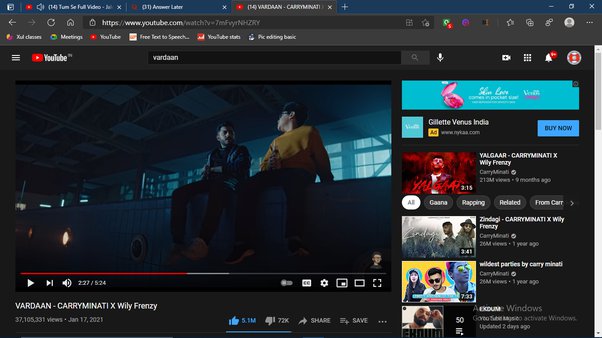 (14) Tum Se Full Video - Jal
(31) Answer Later
(14) VARDAAN - CARRYMINATI X
https://www.youtube.com/watch?v=7mFvyrNHZRY
Xul classes
Meetings
YouTube
Free Text to Speech...
YouTube stats
Pic editing basic
YouTube IN
vardaan
9+
Skin Love
comes in pocket size!
Venus
Gillette Venus India
Ad www.nykaa.com
BUY NOW
YALGAAR - CARRYMINATI X
Wily Frenzy
CarryMinati
213M views • 9 months ago
YALGAAR
3:15
All
Gaana
Rapping
Related
From Carr
Zindagi - CARRYMINATI X Wily
Frenzy
CarryMinati
26M views • 1 year ago
Zindagi
3:41
wildest parties by carry minati
CarryMinati
26M views • 1 year ago
7:33
EKDUM!
YouTube Music
Updated 2 days ago
50
Activate Windows
Go to Settings to activate Windows.
2:27 / 5:24
VARDAAN - CARRYMINATI X Wily Frenzy
37,105,331 views • Jan 17, 2021
5.1M
72K
SHARE
SAVE